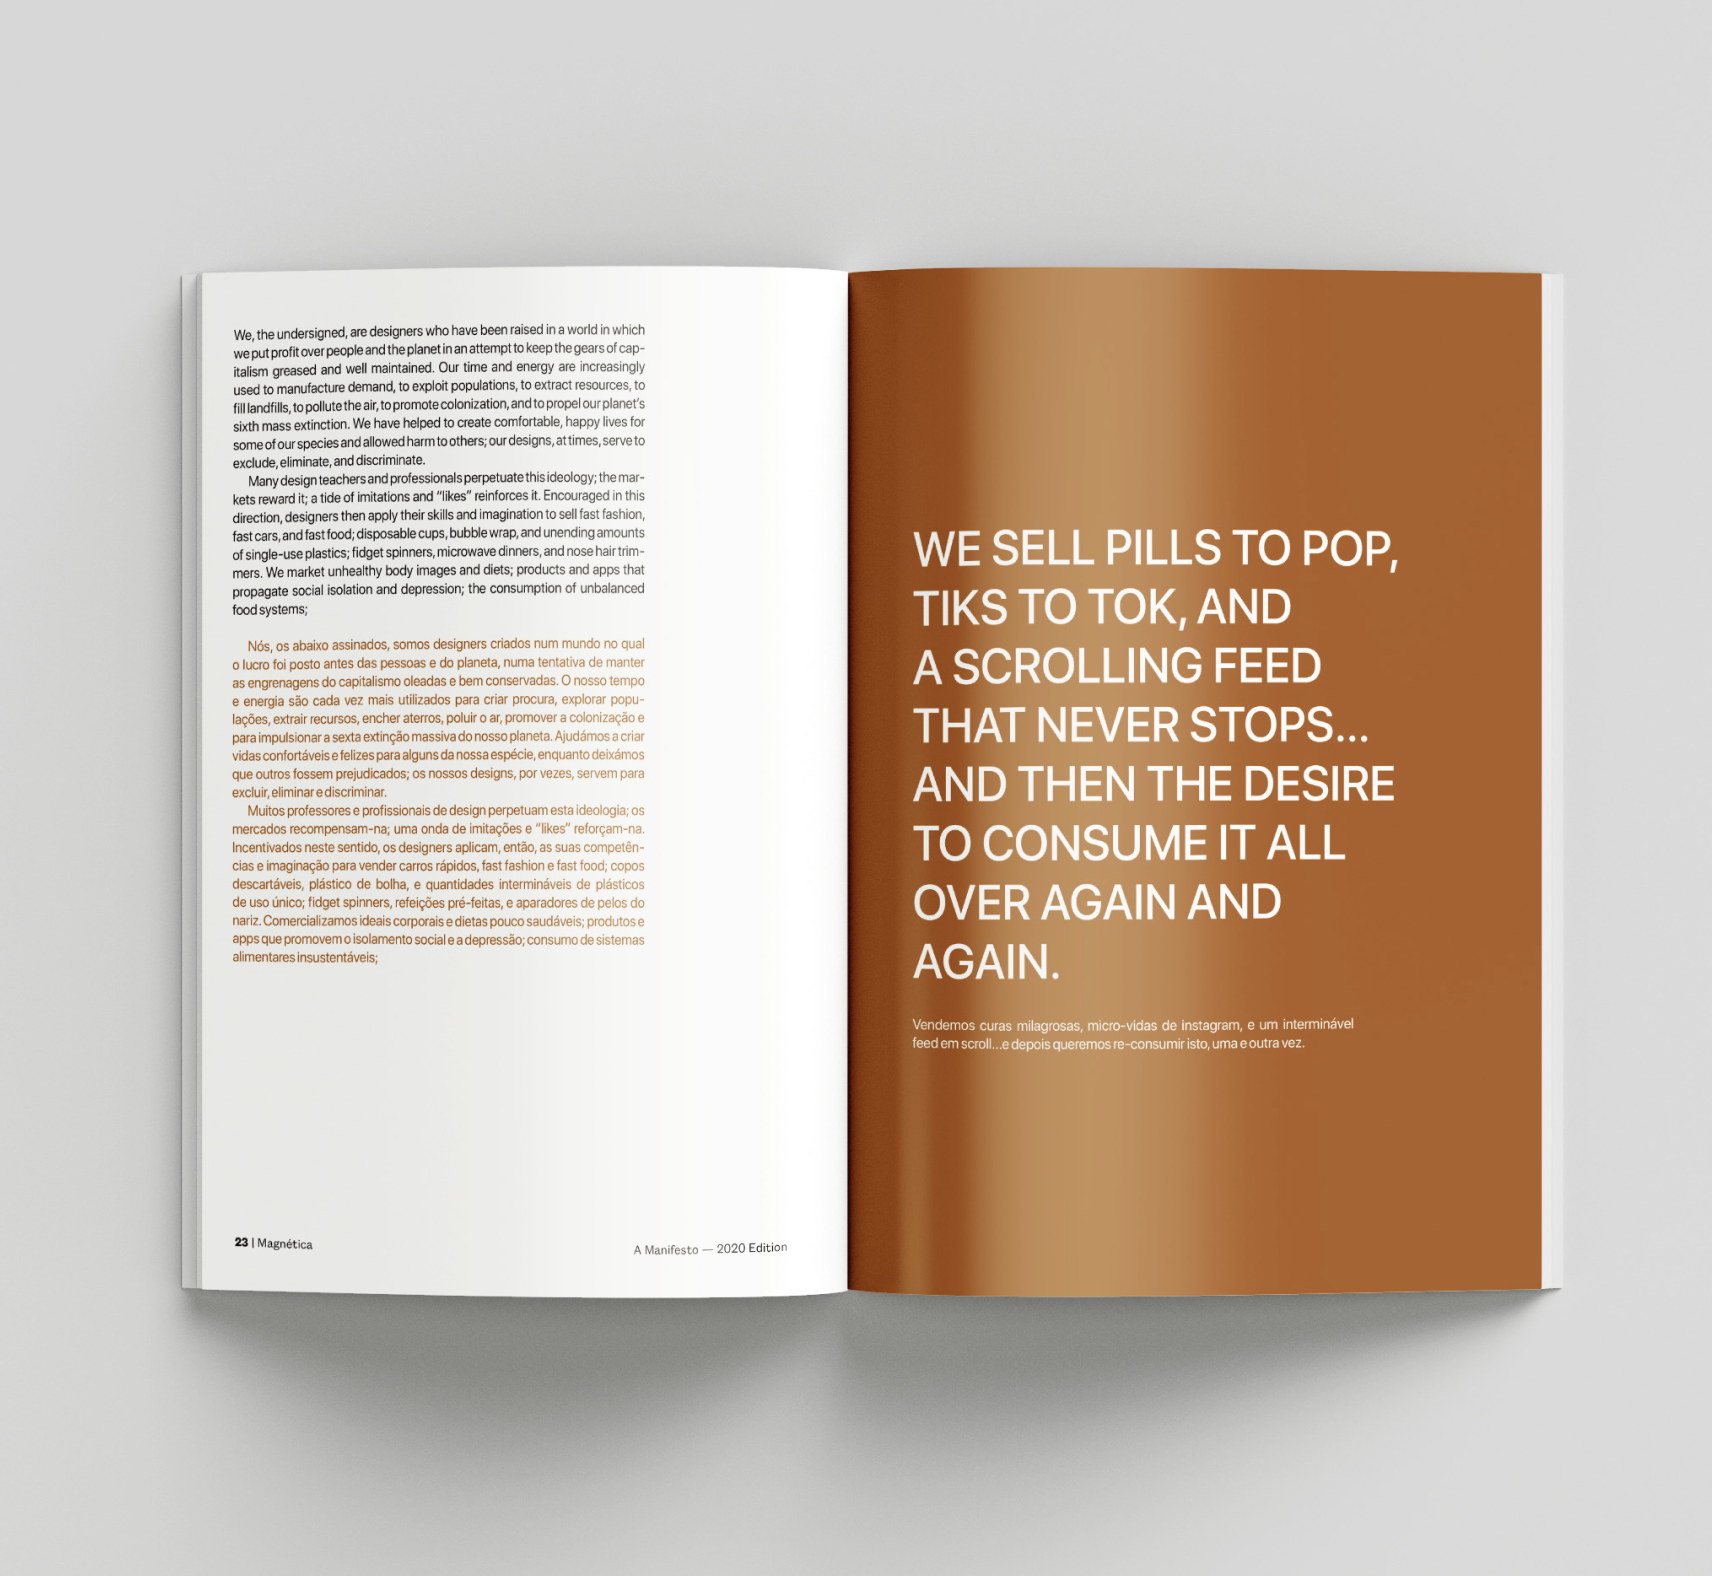 We, the undersigned, are designers who have been raised in a world in which
we put profit over people and the planet in an attempt to keep the gears of cap-
italism greased and well maintained. Our time and energy are increasingly
used to manufacture demand, to exploit populations, to extract resources, to
fill landfills, to pollute the air, to promote colonization, and to propel our planet's
sixth mass extinction. We have helped to create comfortable, happy lives for
some of our species and allowed harm to others; our designs, at times, serve to
exclude, eliminate, and discriminate.
Many design teachers and professionals perpetuate this ideology; the mar-
kets reward it; a tide of imitations and “likes” reinforces it. Encouraged in this
direction, designers then apply their skills and imagination to sell fast fashion,
fast cars, and fast food; disposable cups, bubble wrap, and unending amounts
of single-use plastics; fidget spinners, microwave dinners, and nose hair trim-
mers. We market unhealthy body images and diets; products and apps that
propagate social isolation and depression; the consumption of unbalanced
food systems;
Nós, os abaixo assinados, somos designers criados num mundo no qual
o lucro foi posto antes das pessoas e do planeta, numa tentativa de manter
as engrenagens do capitalismo oleadas e bem conservadas. O nosso tempo
e energia são cada vez mais utilizados para criar procura, explorar popu-
lações, extrair recursos, encher aterros, poluir o ar, promover a colonização e
para impulsionar a sexta extinção massiva do nosso planeta. Ajudámos a criar
vidas confortáveis e felizes para alguns da nossa espécie, enquanto deixámos
que outros fossem prejudicados; os nossos designs, por vezes, servem para
excluir, eliminar e discriminar.
Muitos professores e profissionais de design perpetuam esta ideologia; os
mercados recompensam-na; uma onda de imitações e “likes” reforçam-na.
Incentivados neste sentido, os designers aplicam, então, as suas competên-
cias e imaginação para vender carros rápidos, fast fashion e fast food; copos
descartáveis, plástico de bolha, e quantidades intermináveis de plásticos
de uso único; fidget spinners, refeições pré-feitas, e aparadores de pelos do
nariz. Comercializamos ideais corporais e dietas pouco saudáveis; produtos e
apps que promovem o isolamento social e a depressão; consumo de sistemas
alimentares insustentáveis;
23 | Magnética
A Manifesto — 2020 Edition
WE SELL PILLS TO POP,
TIKS TO TOK, AND
A SCROLLING FEED
THAT NEVER STOPS...
AND THEN THE DESIRE
TO CONSUME IT ALL
OVER AGAIN AND
AGAIN.
Vendemos curas milagrosas, micro-vidas de instagram, e um interminável
feed em scroll...e depois queremos re-consumir isto, uma e outra vez.